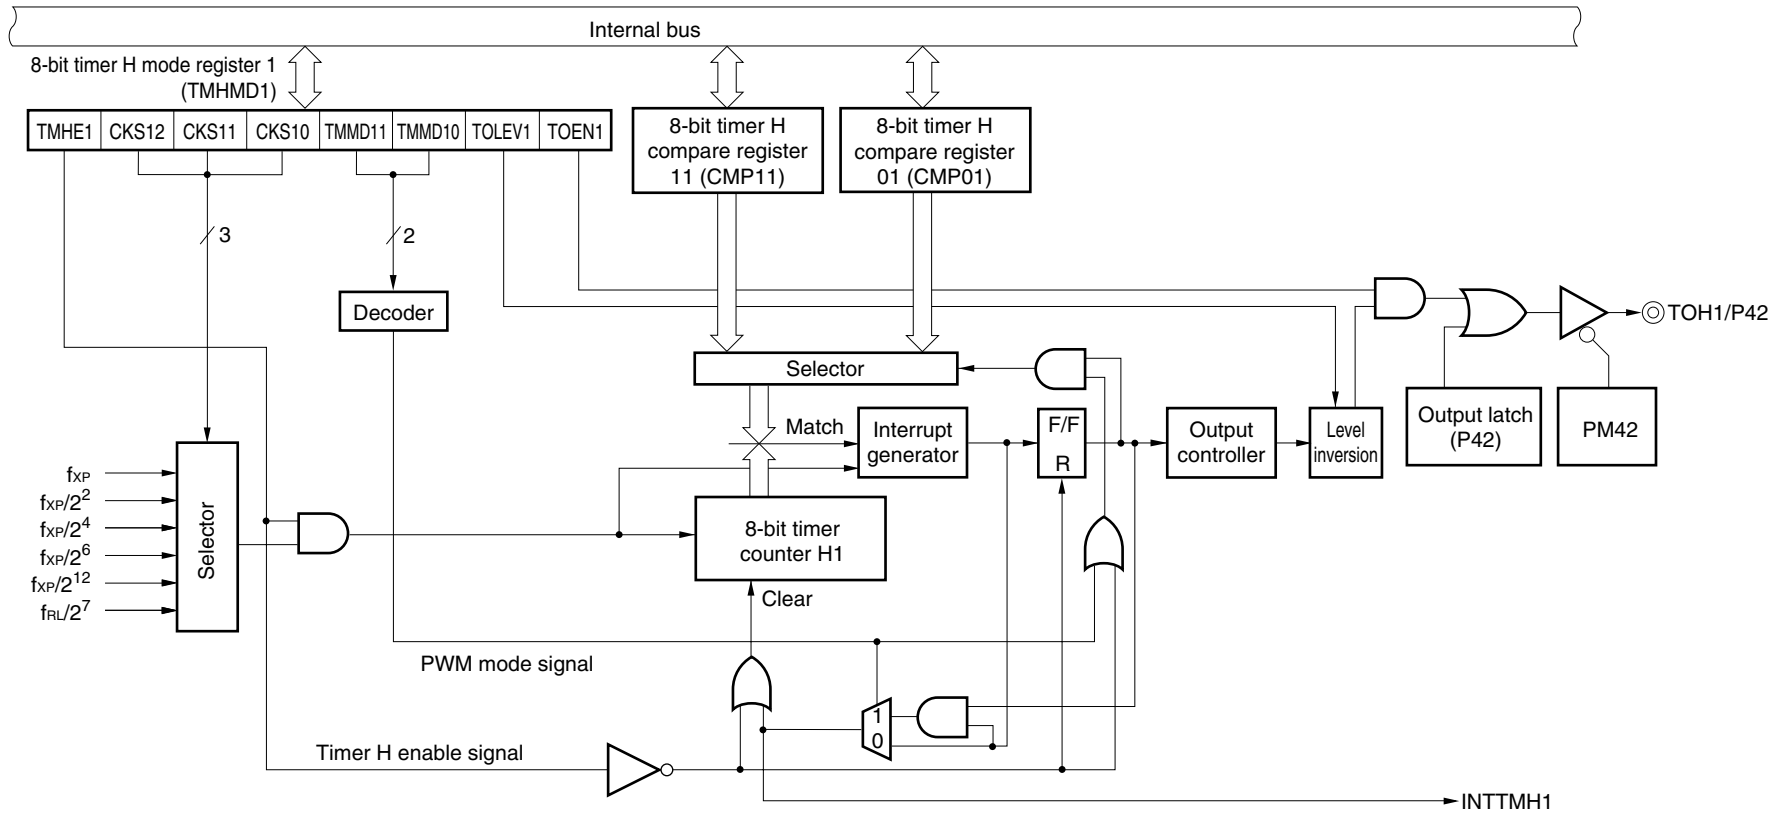 Internal bus
8-bit timer H mode register 1
(TMHMD1)
TMHE1 CKS12 CKS11 CKS10 TMMD11 TMMD10 TOLEV1 TOEN1
8-bit timer H
compare register
11 (CMP11)
8-bit timer H
compare register
01 (CMP01)
3
2
Decoder
TOH1/P42
Selector
Match
Interrupt
generator
F/F
R
Output
controller
Level
inversion
Output latch
(P42)
PM42
fXP
fXP/2²
fXP/2⁴
fXP/2⁶
fXP/2¹²
fRL/2⁷
Selector
8-bit timer
counter H1
Clear
PWM mode signal
1
0
Timer H enable signal
INTTMH1